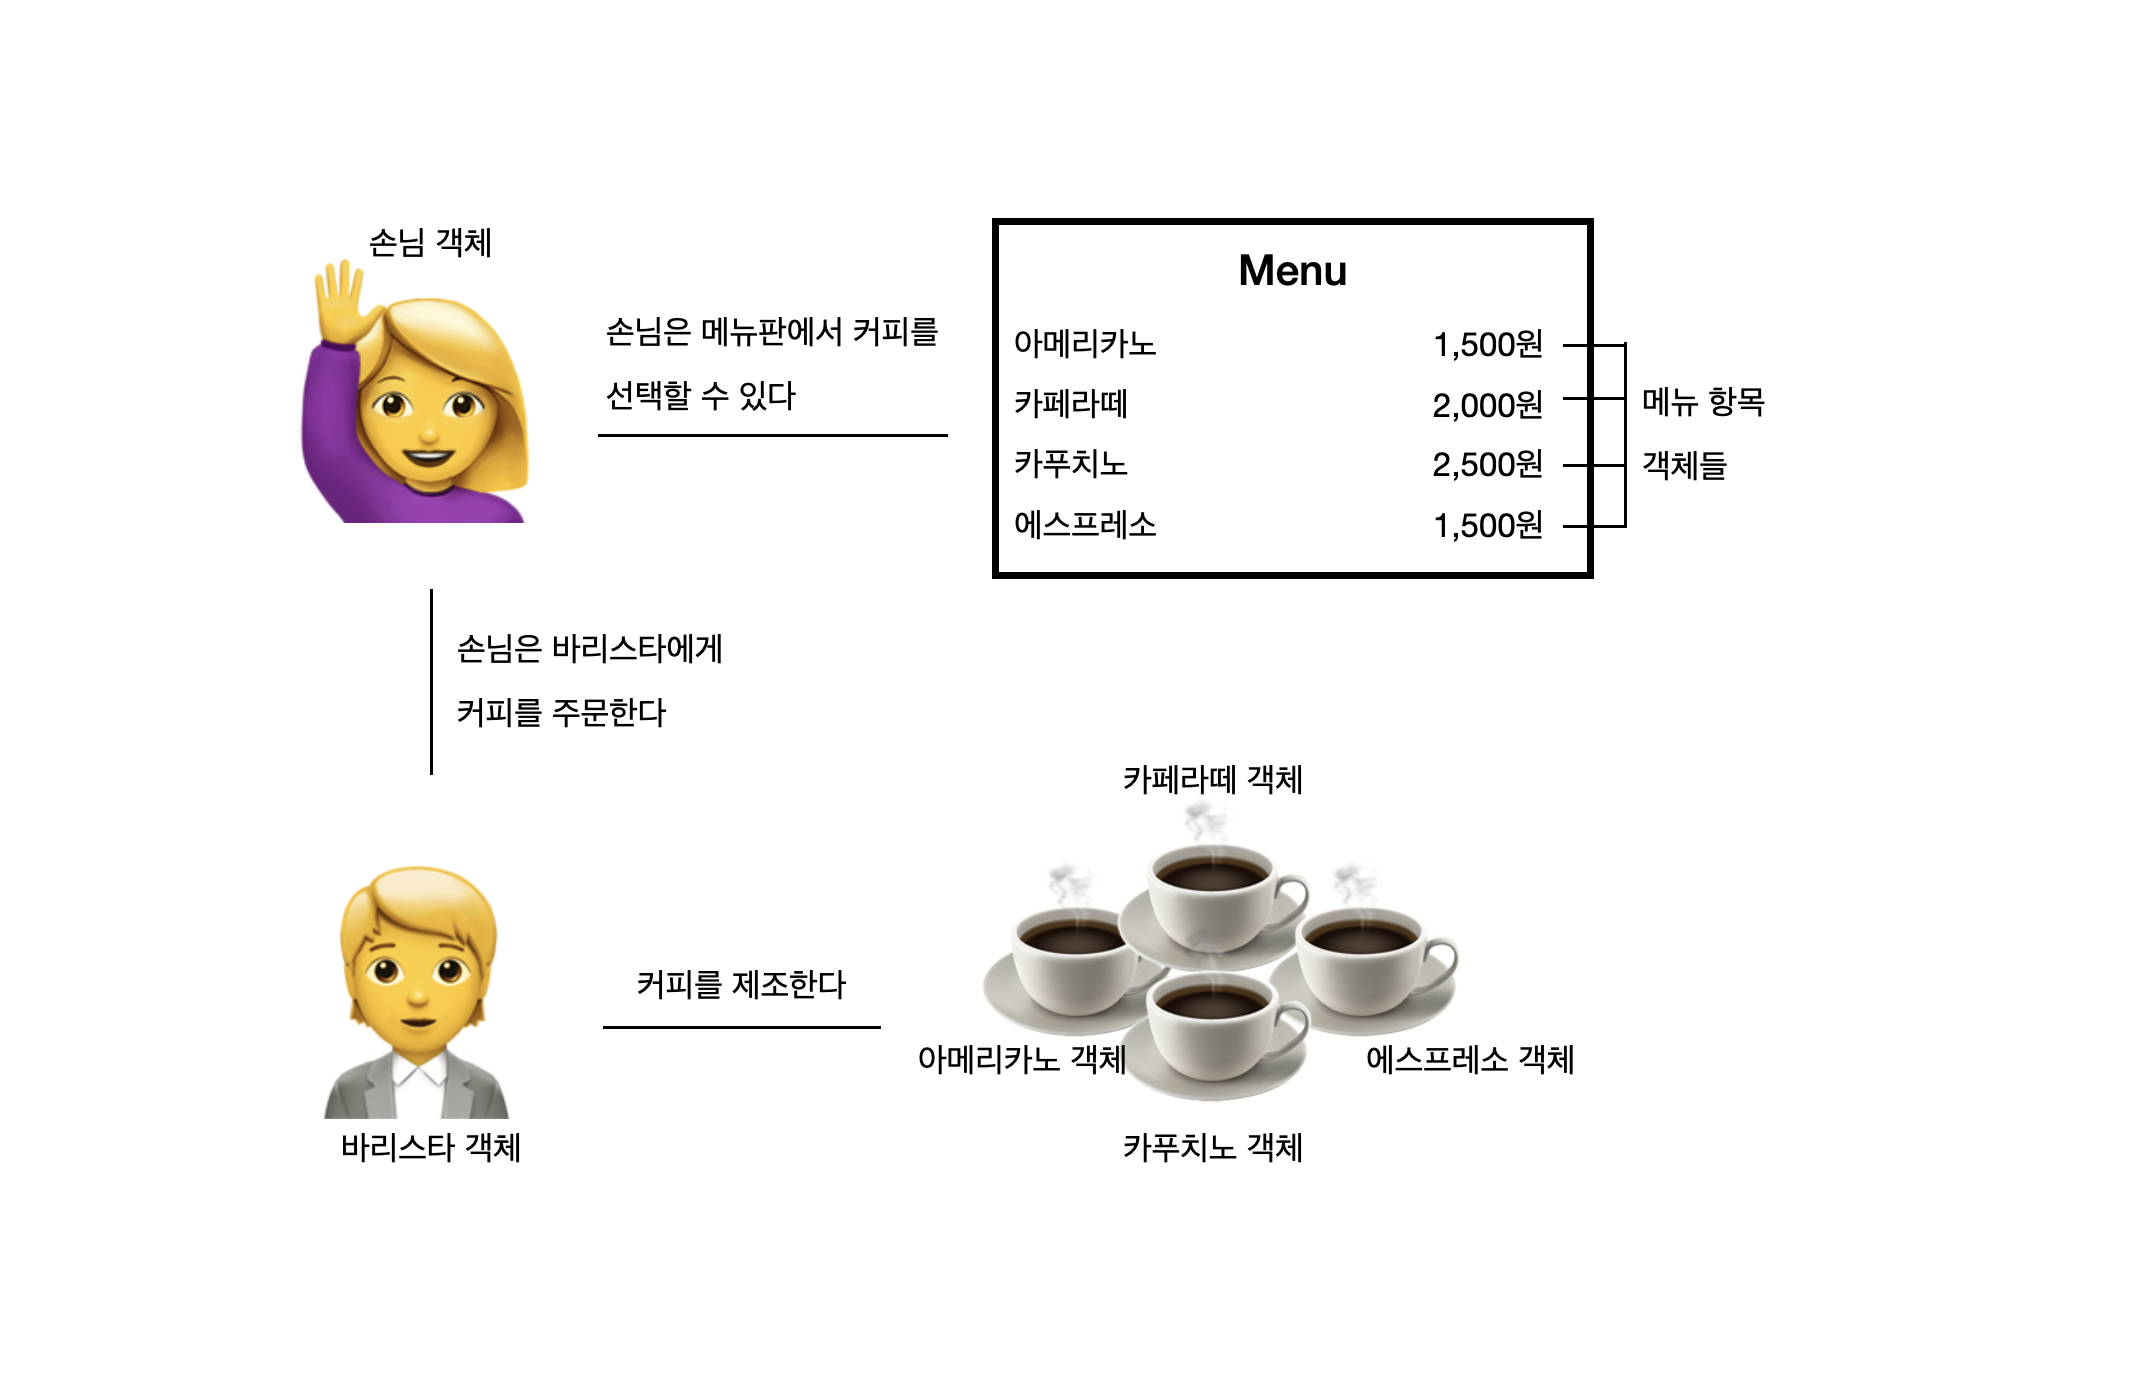 손님 객체
손님은 메뉴판에서 커피를
선택할 수 있다
Menu
아메리카노 1,500원
카페라떼 2,000원
카푸치노 2,500원
에스프레소 1,500원
메뉴 항목
객체들
손님은 바리스타에게
커피를 주문한다
카페라떼 객체
커피를 제조한다
아메리카노 객체
에스프레소 객체
바리스타 객체
카푸치노 객체